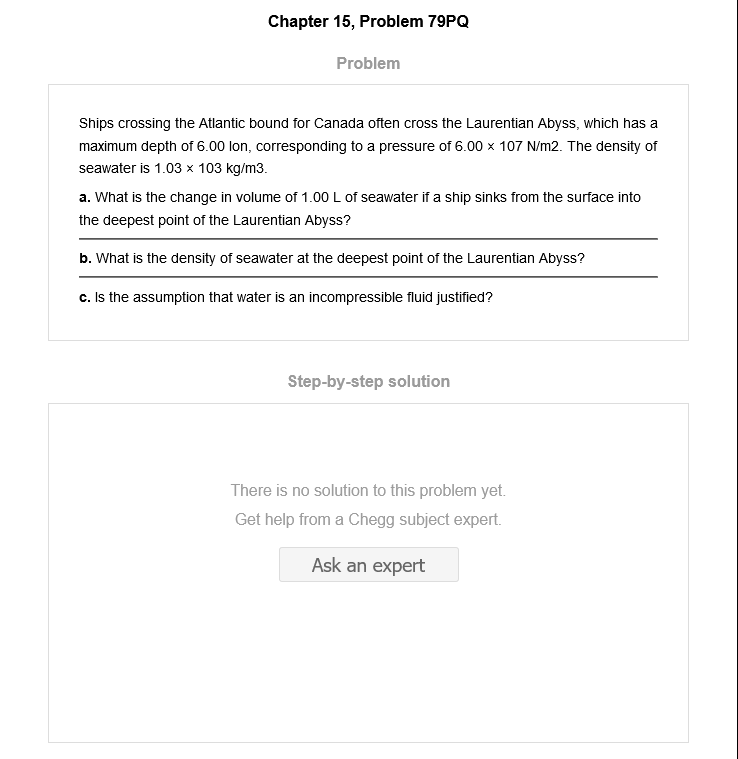 Chapter 15, Problem 79PQ
Problem
Ships crossing the Atlantic bound for Canada often cross the Laurentian Abyss, which has a
maximum depth of 6.00 lon, corresponding to a pressure of 6.00 × 107 N/m2. The density of
seawater is 1.03 × 103 kg/m3.
a. What is the change in volume of 1.00 L of seawater if a ship sinks from the surface into
the deepest point of the Laurentian Abyss?
b. What is the density of seawater at the deepest point of the Laurentian Abyss?
c. Is the assumption that water is an incompressible fluid justified?
Step-by-step solution
There is no solution to this problem yet.
Get help from a Chegg subject expert.
Ask an expert